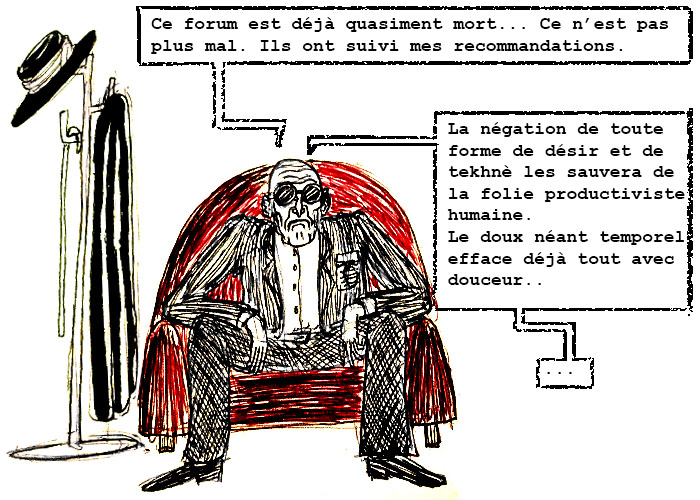 Ce forum est déjà quasiment mort... Ce n'est pas
plus mal. Ils ont suivi mes recommandations.
La négation de toute
forme de désir et de
tekhnè les sauvera de
la folie productiviste
humaine.
Le doux néant temporel
efface déjà tout avec
douceur..
...